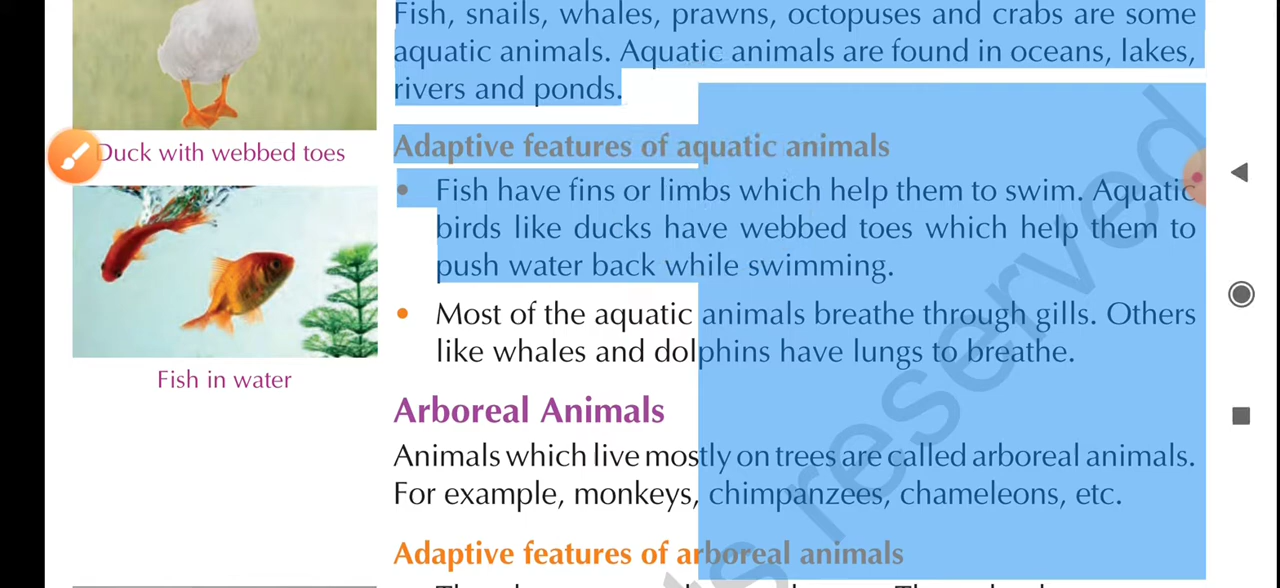 Fish, snails, whales, prawns, octopuses and crabs are some
aquatic animals. Aquatic animals are found in oceans, lakes,
rivers and ponds.
Duck with webbed toes
Adaptive features of aquatic animals
• Fish have fins or limbs which help them to swim. Aquatic
birds like ducks have webbed toes which help them to
push water back while swimming.
• Most of the aquatic animals breathe through gills. Others
like whales and dolphins have lungs to breathe.
Fish in water
Arboreal Animals
Animals which live mostly on trees are called arboreal animals.
For example, monkeys, chimpanzees, chameleons, etc.
Adaptive features of arboreal animals
reserved